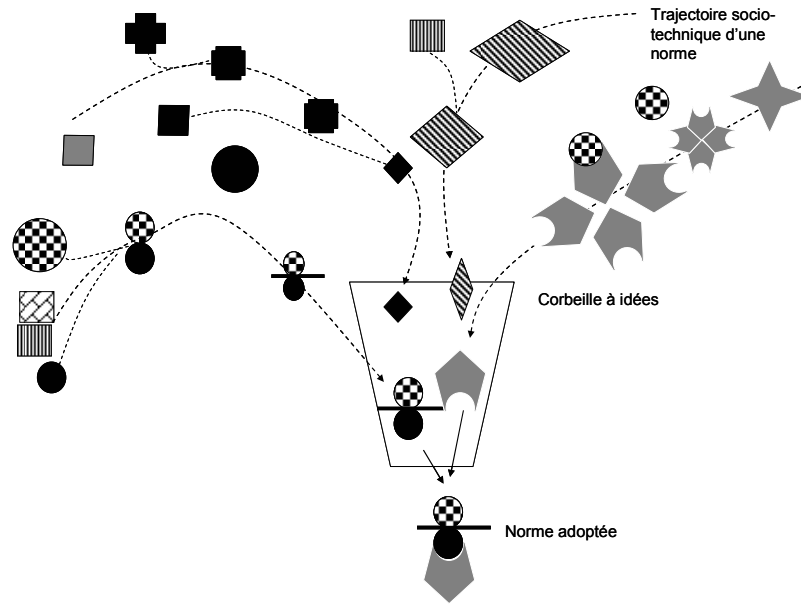 Trajectoire socio-
technique d'une
norme
Corbeille à idées
Norme adoptée